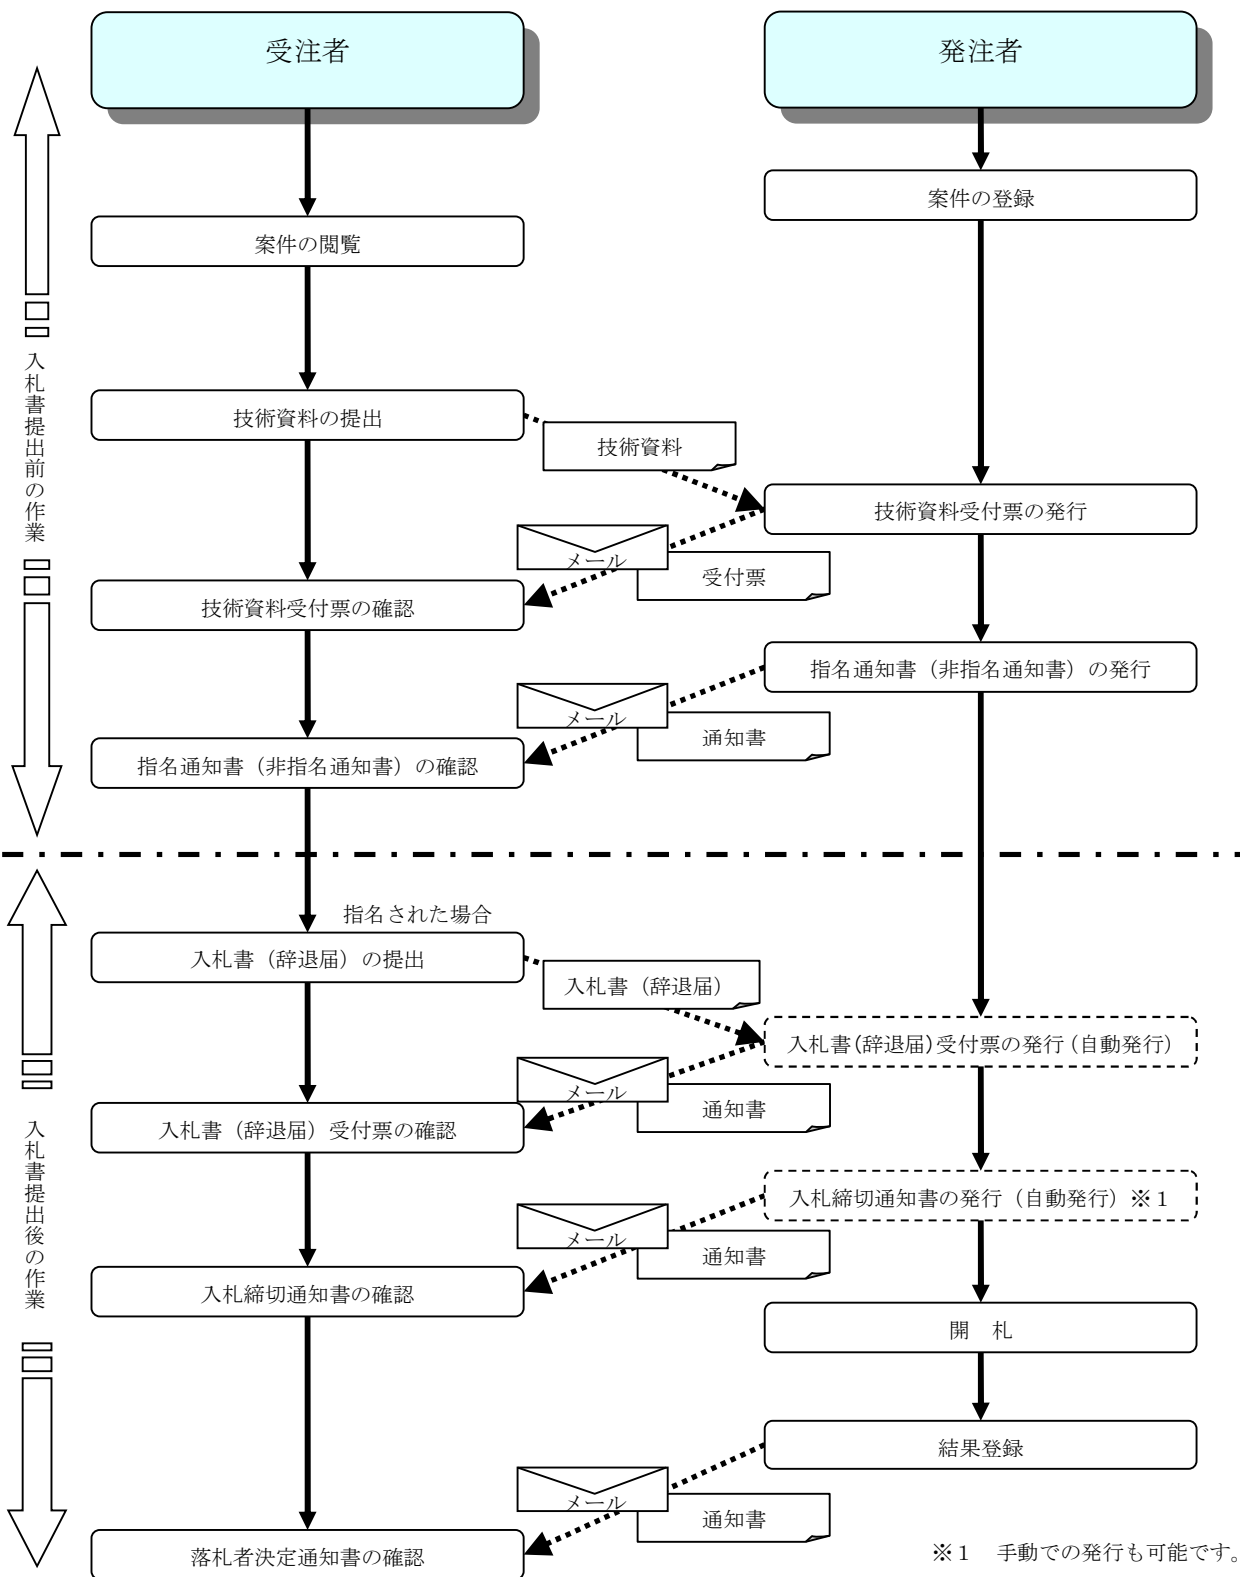 受注者
発注者
案件の登録
案件の閲覧
入札書提出前の作業
技術資料の提出
技術資料
技術資料受付票の発行
メール
受付票
技術資料受付票の確認
指名通知書（非指名通知書）の発行
メール
通知書
指名通知書（非指名通知書）の確認
指名された場合
入札書（辞退届）の提出
入札書（辞退届）
入札書（辞退届）受付票の発行（自動発行）
メール
通知書
入札書（辞退届）受付票の確認
入札書提出後の作業
入札締切通知書の発行（自動発行）※１
メール
通知書
入札締切通知書の確認
開　札
結果登録
メール
通知書
落札者決定通知書の確認
※１　手動での発行も可能です。